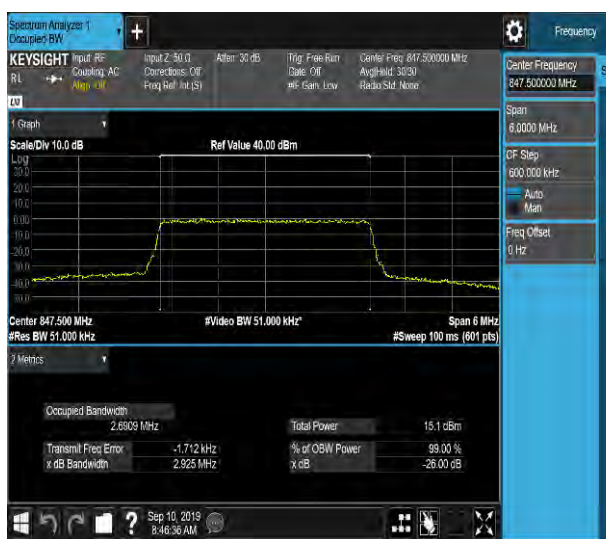 Spectrum Analyzer 1
Occupied BW
+
Frequency
KEYSIGHT Input: RF
RL Coupling: AC
Align: Off
Input Z: 50 Ω
Corrections: Off
Freq Ref: Int (S)
Atten: 30 dB
Trig: Free Run
Gate: Off
#IF Gain: Low
Center Freq: 847.500000 MHz
Avg|Hold: 30/30
Radio Std: None
Center Frequency
847.500000 MHz
Span
6.0000 MHz
CF Step
600.000 kHz
Auto
Man
Freq Offset
0 Hz
1 Graph
Scale/Div 10.0 dB
Ref Value 40.00 dBm
Log
30.0
20.0
10.0
0.00
-10.0
-20.0
-30.0
-40.0
-50.0
Center 847.500 MHz
#Video BW 51.000 kHz*
Span 6 MHz
#Res BW 51.000 kHz
#Sweep 100 ms (601 pts)
2 Metrics
Occupied Bandwidth
2.6909 MHz
Total Power 15.1 dBm
Transmit Freq Error -1.712 kHz
% of OBW Power 99.00 %
x dB Bandwidth 2.925 MHz
x dB -26.00 dB
?
Sep 10, 2019
8:46:36 AM